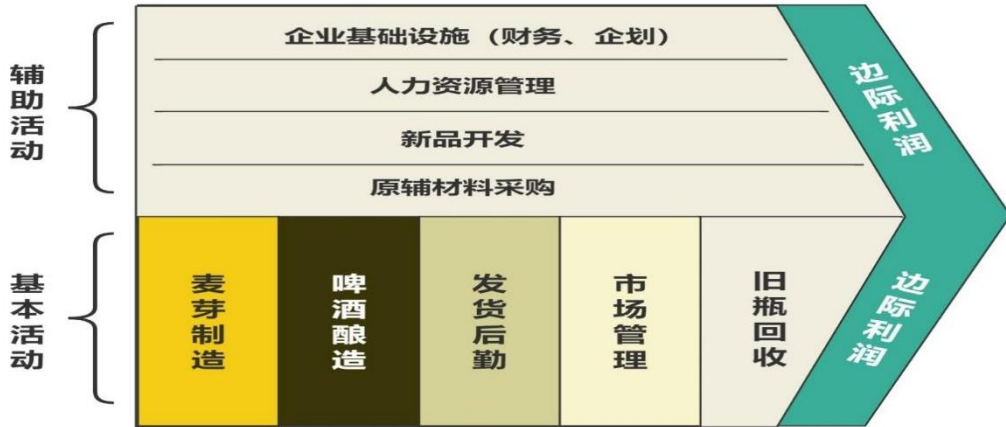 辅助活动
企业基础设施（财务、企划）
人力资源管理
新品开发
原辅材料采购
边际利润
基本活动
麦芽制造
啤酒酿造
发货后勤
市场管理
旧瓶回收
边际利润